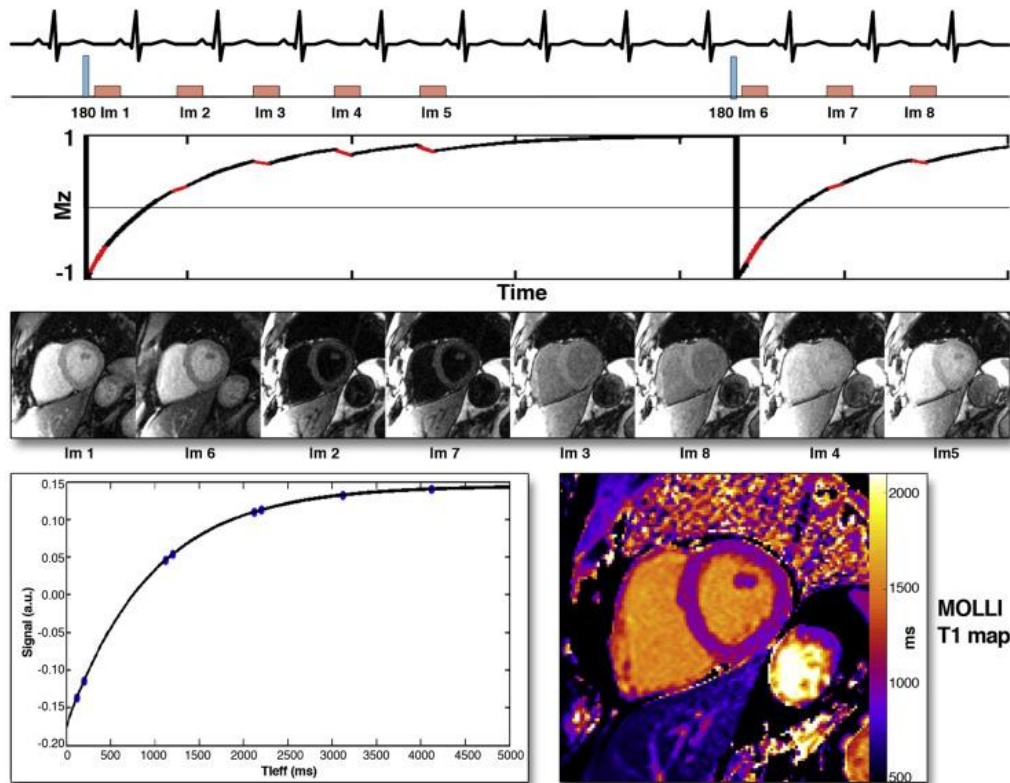 180 Im 1 Im 2 Im 3 Im 4 Im 5 180 Im 6 Im 7 Im 8
1
Mz
-1
Time
Im 1 Im 6 Im 2 Im 7 Im 3 Im 8 Im 4 Im5
0.15
0.10
0.05
0.00
-0.05
-0.10
-0.15
-0.20
Signal (a.u.)
0 500 1000 1500 2000 2500 3000 3500 4000 4500 5000
TIeff (ms)
2000
1500
1000
500
ms
MOLLI
T1 map